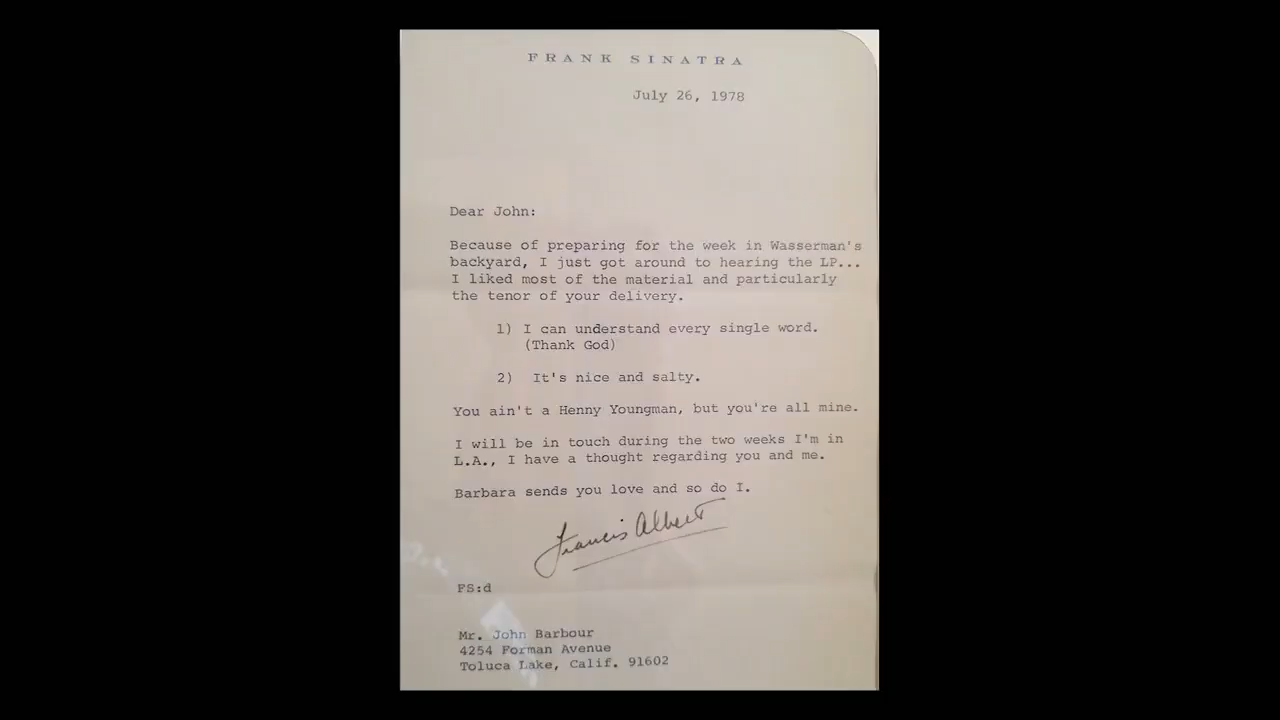 FRANK SINATRA
July 26, 1978
Dear John:
Because of preparing for the week in Wasserman's
backyard, I just got around to hearing the LP...
I liked most of the material and particularly
the tenor of your delivery.
1) I can understand every single word.
(Thank God)
2) It's nice and salty.
You ain't a Henny Youngman, but you're all mine.
I will be in touch during the two weeks I'm in
L.A., I have a thought regarding you and me.
Barbara sends you love and so do I.
Francis Albert
FS:d
Mr. John Barbour
4254 Forman Avenue
Toluca Lake, Calif. 91602